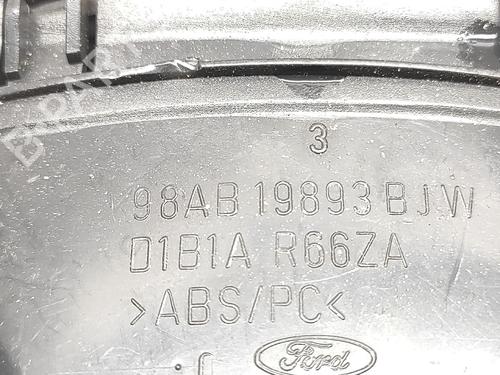 3
98AB 19893 BJW
D1B1A R66ZA
>ABS/PC<
Ford